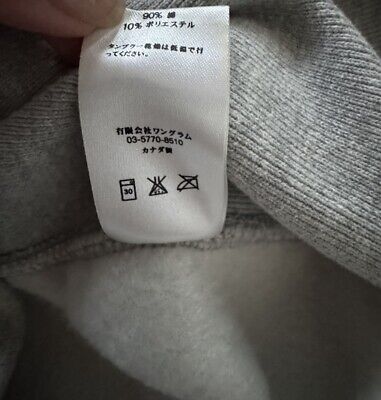 90% 綿
10% ポリエステル
タンブラー乾燥は低温で行
ってください。
有限会社ワングラム
03-5770-8510
カナダ製
30